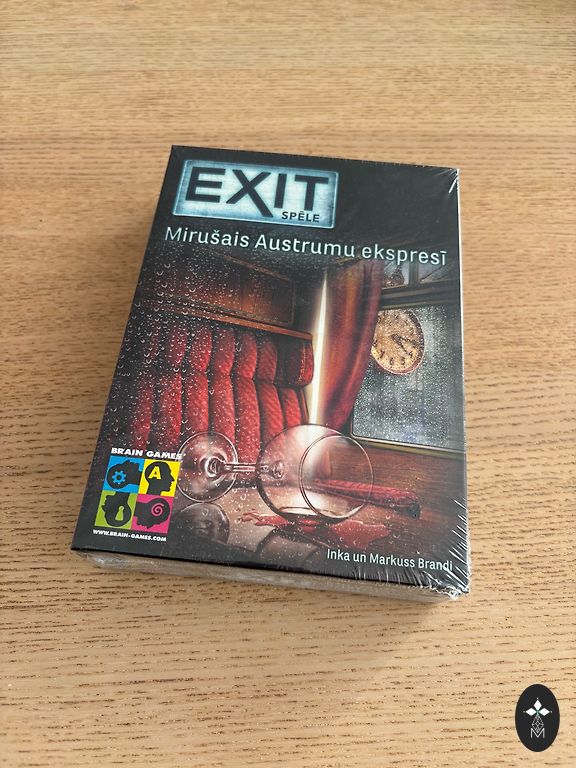 EXIT
SPĒLE
Mirušais Austrumu ekspresī
BRAIN GAMES
A
WWW.BRAIN-GAMES.COM
Inka un Markuss Brandi
M